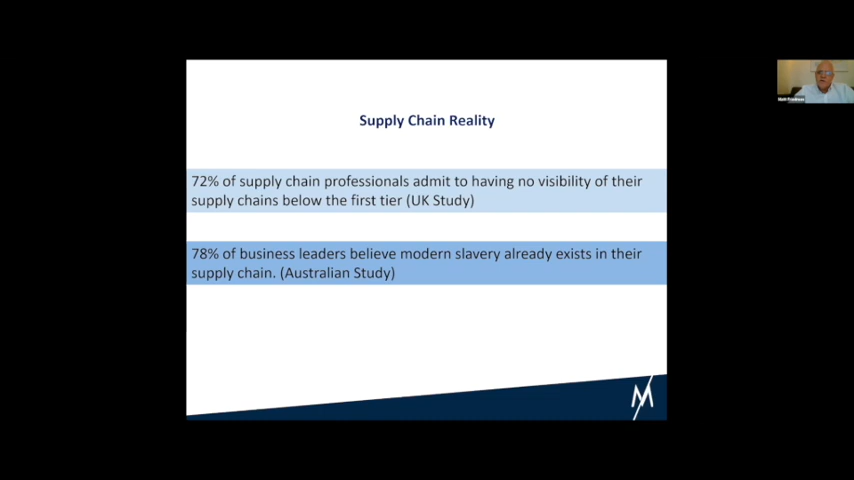 Supply Chain Reality
72% of supply chain professionals admit to having no visibility of their
supply chains below the first tier (UK Study)
78% of business leaders believe modern slavery already exists in their
supply chain. (Australian Study)
M